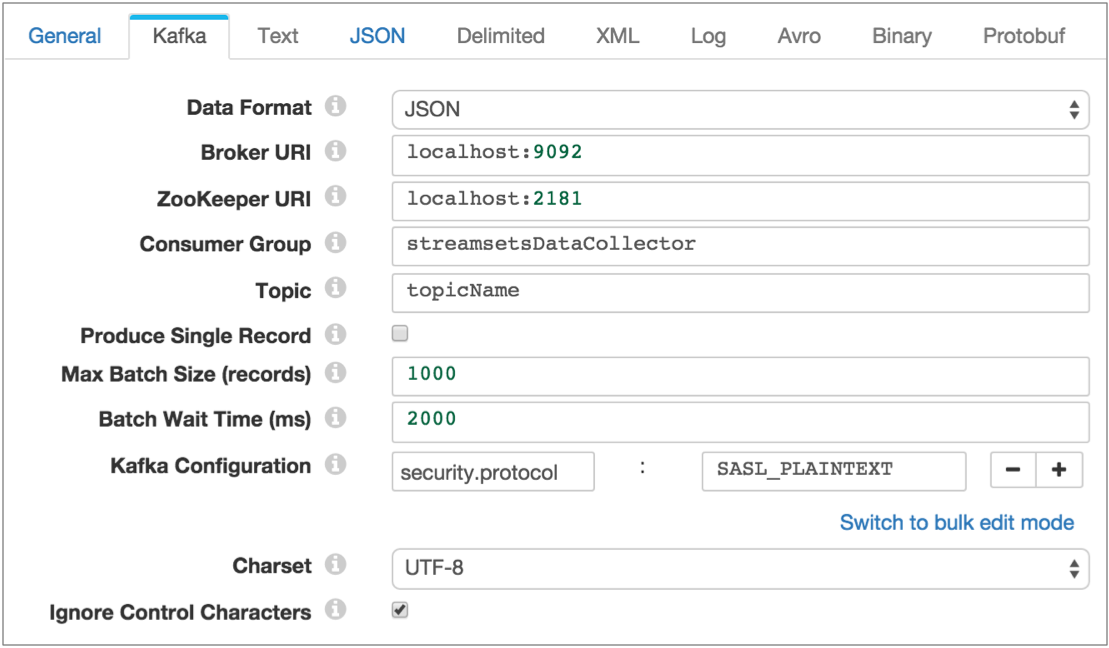 General Kafka Text JSON Delimited XML Log Avro Binary Protobuf
Data Format JSON
Broker URI localhost:9092
ZooKeeper URI localhost:2181
Consumer Group streamsetsDataCollector
Topic topicName
Produce Single Record
Max Batch Size (records) 1000
Batch Wait Time (ms) 2000
Kafka Configuration security.protocol : SASL_PLAINTEXT − +
Switch to bulk edit mode
Charset UTF-8
Ignore Control Characters